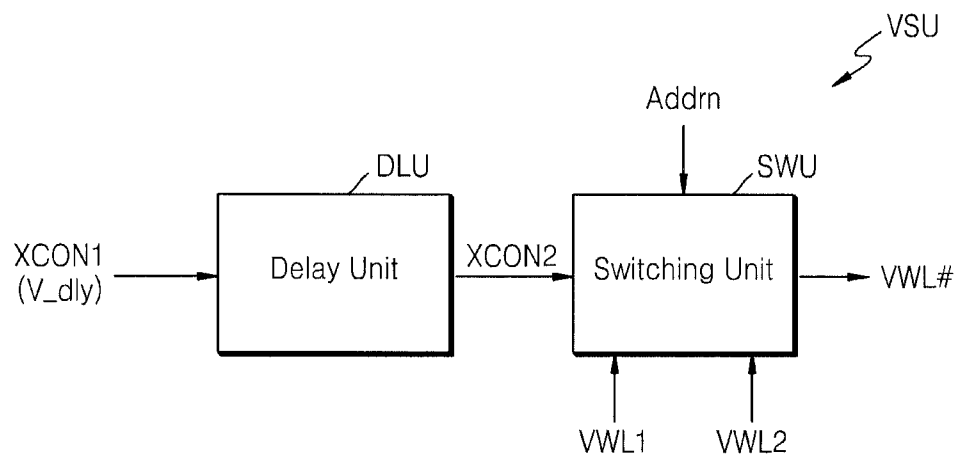 VSU
Addrn
DLU
SWU
XCON1
(V_dly)
Delay Unit
XCON2
Switching Unit
VWL#
VWL1
VWL2